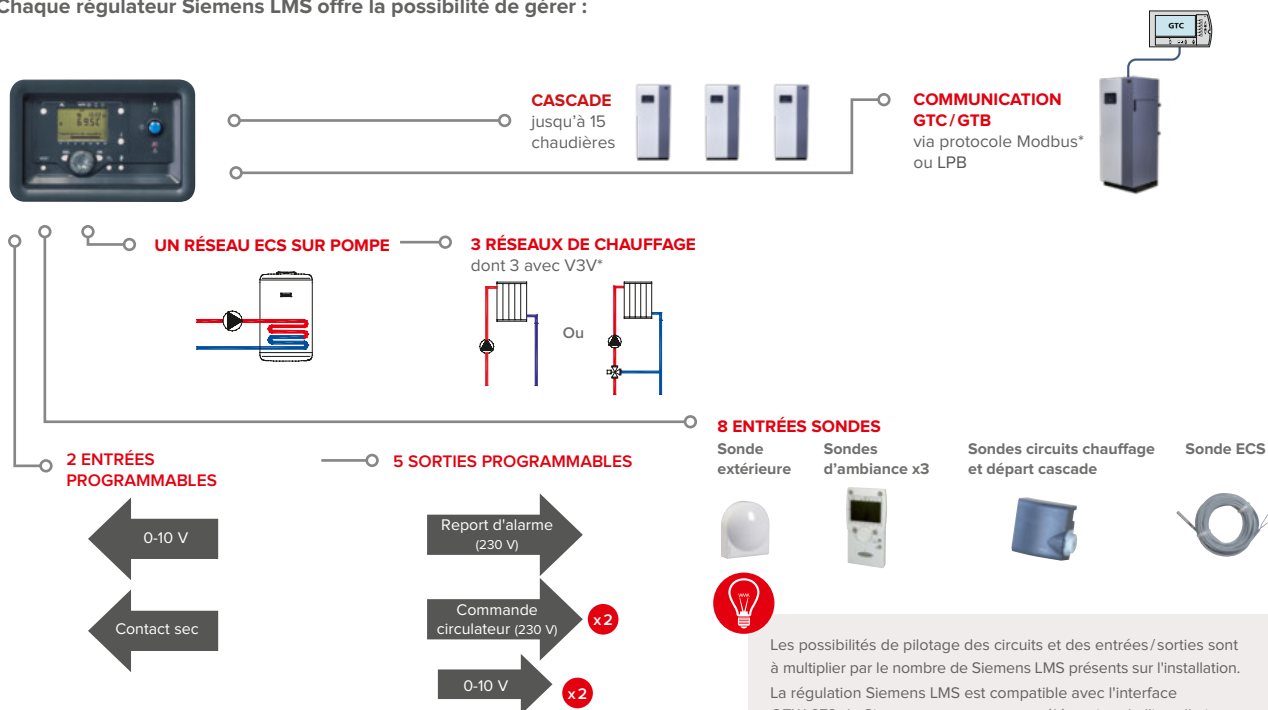 Chaque régulateur Siemens LMS offre la possibilité de gérer :
GTC
CASCADE
jusqu'à 15
chaudières
COMMUNICATION
GTC / GTB
via protocole Modbus*
ou LPB
UN RÉSEAU ECS SUR POMPE
3 RÉSEAUX DE CHAUFFAGE
dont 3 avec V3V*
Ou
8 ENTRÉES SONDES
Sonde
extérieure
Sondes
d'ambiance x3
Sondes circuits chauffage
et départ cascade
Sonde ECS
2 ENTRÉES
PROGRAMMABLES
0-10 V
Contact sec
5 SORTIES PROGRAMMABLES
Report d'alarme
(230 V)
Commande
circulateur (230 V)
x 2
0-10 V
x 2
Les possibilités de pilotage des circuits et des entrées / sorties sont
à multiplier par le nombre de Siemens LMS présents sur l'installation.
La régulation Siemens LMS est compatible avec l'interface